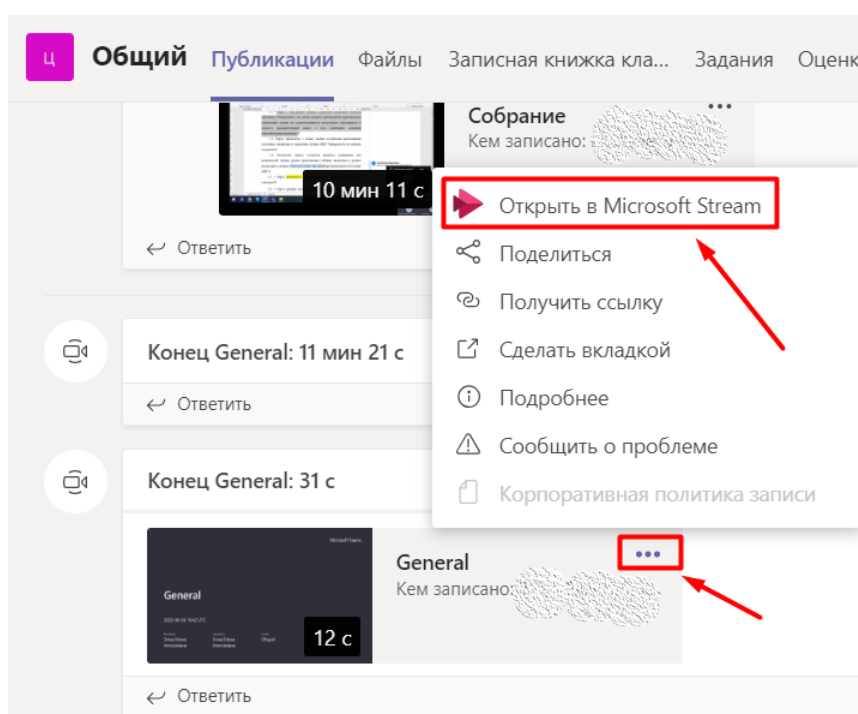 ц Общий Публикации Файлы Записная книжка кла... Задания Оценк
Собрание
Кем записано:
10 мин 11 с
Ответить
Открыть в Microsoft Stream
Поделиться
Получить ссылку
Сделать вкладкой
Подробнее
Сообщить о проблеме
Корпоративная политика записи
Конец General: 11 мин 21 с
Ответить
Конец General: 31 с
General
12 с
General
Кем записано:
Ответить